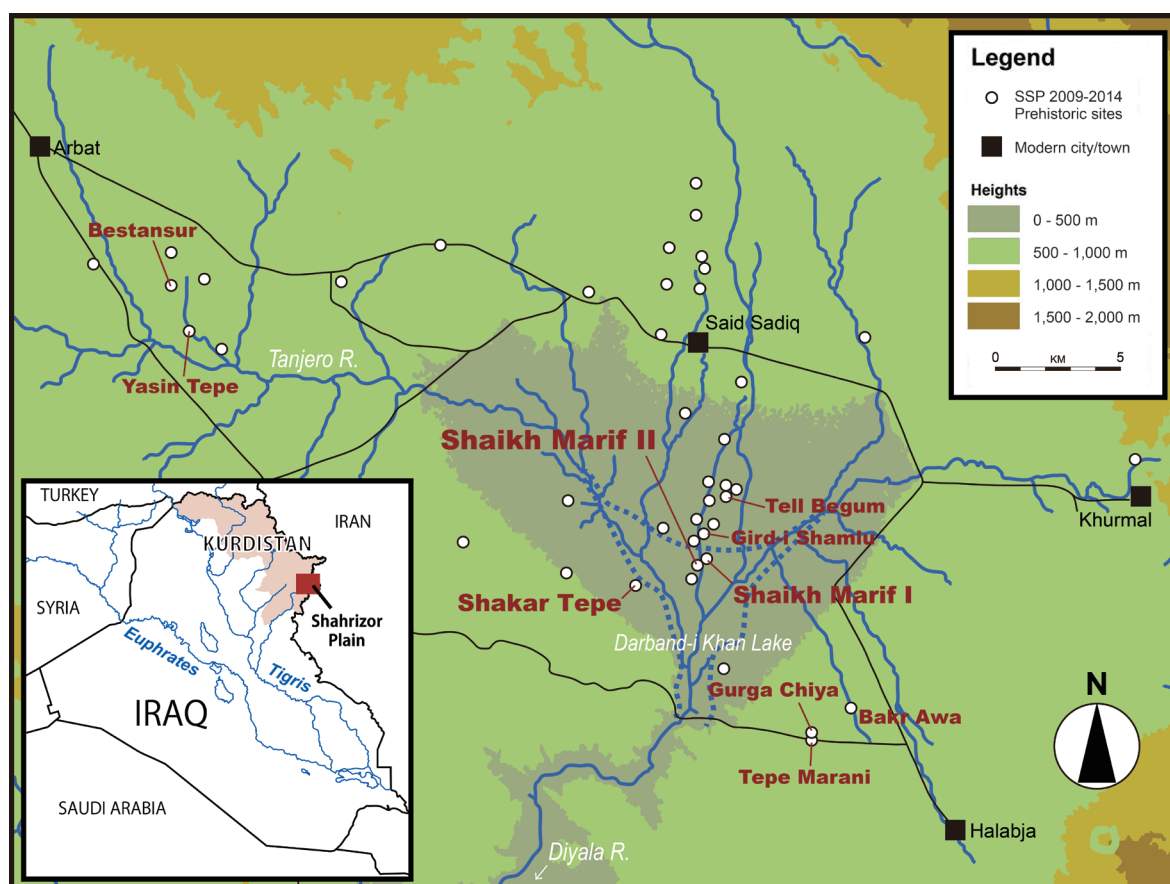 Legend
SSP 2009-2014
Prehistoric sites
Modern city/town
Heights
0 - 500 m
500 - 1,000 m
1,000 - 1,500 m
1,500 - 2,000 m
0
5
KM
Arbat
Bestansur
Yasin Tepe
Tanjero R.
Said Sadiq
Shaikh Marif II
Tell Begum
Gird-i Shamlu
Khurmal
Shakar Tepe
Shaikh Marif I
Darband-i Khan Lake
Gurga Chiya
Bakr Awa
Tepe Marani
Halabja
Diyala R.
N
TURKEY
IRAN
KURDISTAN
SYRIA
Shahrizor
Plain
Euphrates
Tigris
IRAQ
SAUDI ARABIA